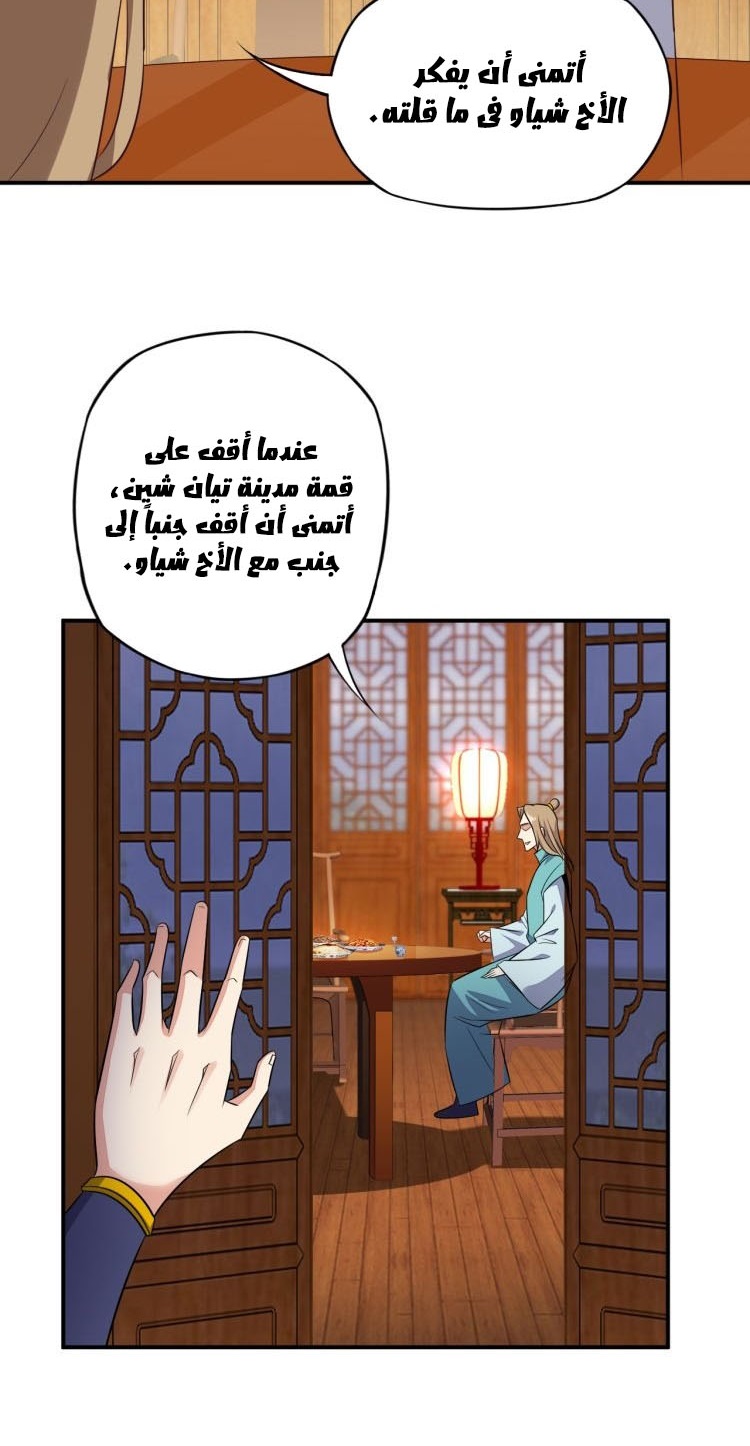 أتمنى أن يفكر
الأخ شياو في ما قلته.
عندما أقف على
قمة مدينة تيان شين،
أتمنى أن أقف جنباً إلى
جنب مع الأخ شياو.